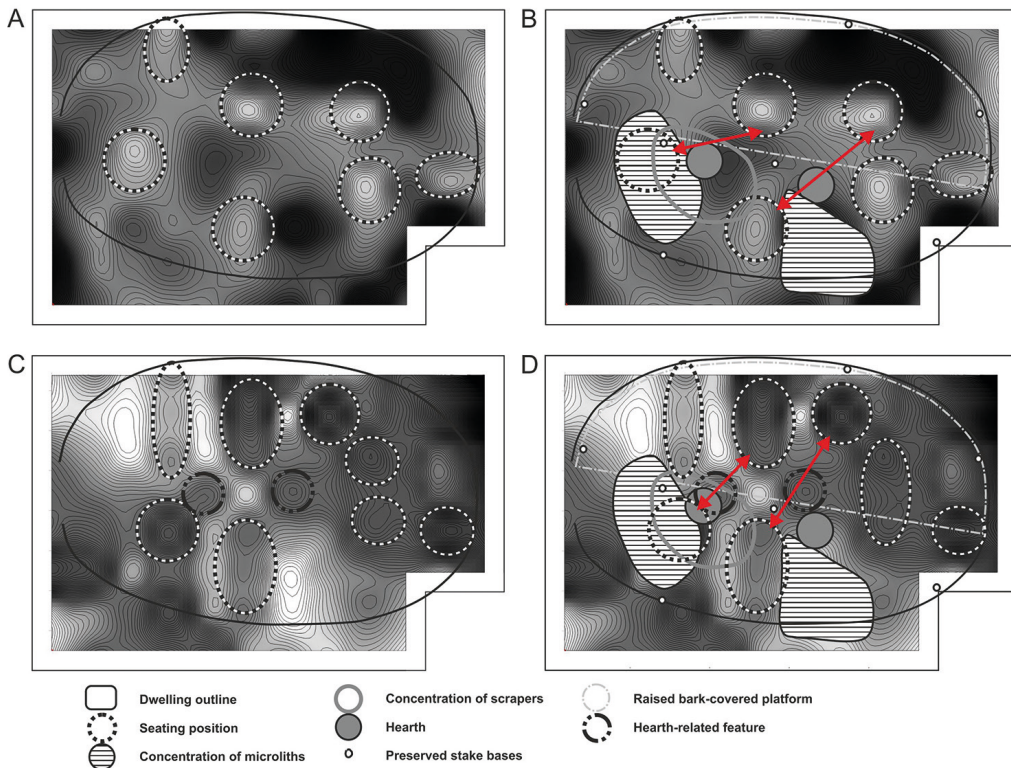 A
B
C
D
Dwelling outline
Concentration of scrapers
Raised bark-covered platform
Seating position
Hearth
Hearth-related feature
Concentration of microliths
Preserved stake bases